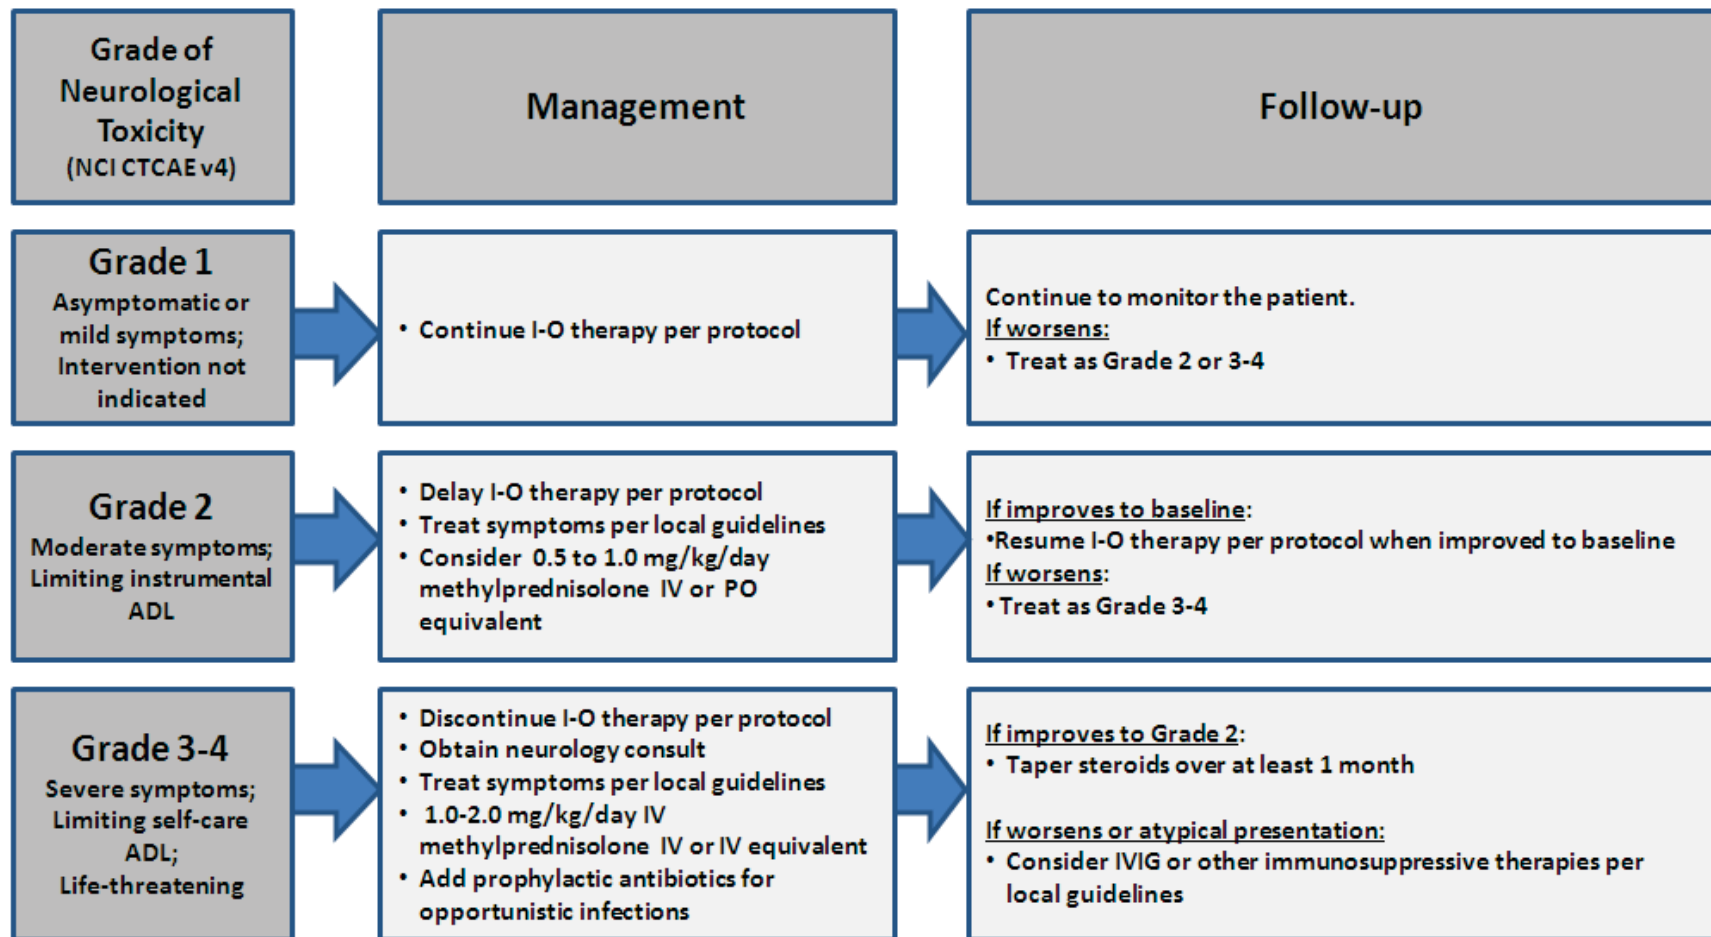 Grade of
Neurological
Toxicity
(NCI CTCAE v4)
Management
Follow-up
Grade 1
Asymptomatic or
mild symptoms;
Intervention not
indicated
• Continue I-O therapy per protocol
Continue to monitor the patient.
If worsens:
• Treat as Grade 2 or 3-4
Grade 2
Moderate symptoms;
Limiting instrumental
ADL
• Delay I-O therapy per protocol
• Treat symptoms per local guidelines
• Consider 0.5 to 1.0 mg/kg/day
methylprednisolone IV or PO
equivalent
If improves to baseline:
•Resume I-O therapy per protocol when improved to baseline
If worsens:
• Treat as Grade 3-4
Grade 3-4
Severe symptoms;
Limiting self-care
ADL;
Life-threatening
• Discontinue I-O therapy per protocol
• Obtain neurology consult
• Treat symptoms per local guidelines
• 1.0-2.0 mg/kg/day IV
methylprednisolone IV or IV equivalent
• Add prophylactic antibiotics for
opportunistic infections
If improves to Grade 2:
• Taper steroids over at least 1 month
If worsens or atypical presentation:
• Consider IVIG or other immunosuppressive therapies per
local guidelines